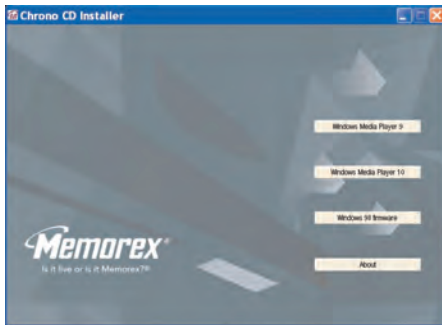 Chrono CD Installer
Windows Media Player 9
Windows Media Player 10
Windows 98 firmware
About
Memorex®
Is it live or is it Memorex?®